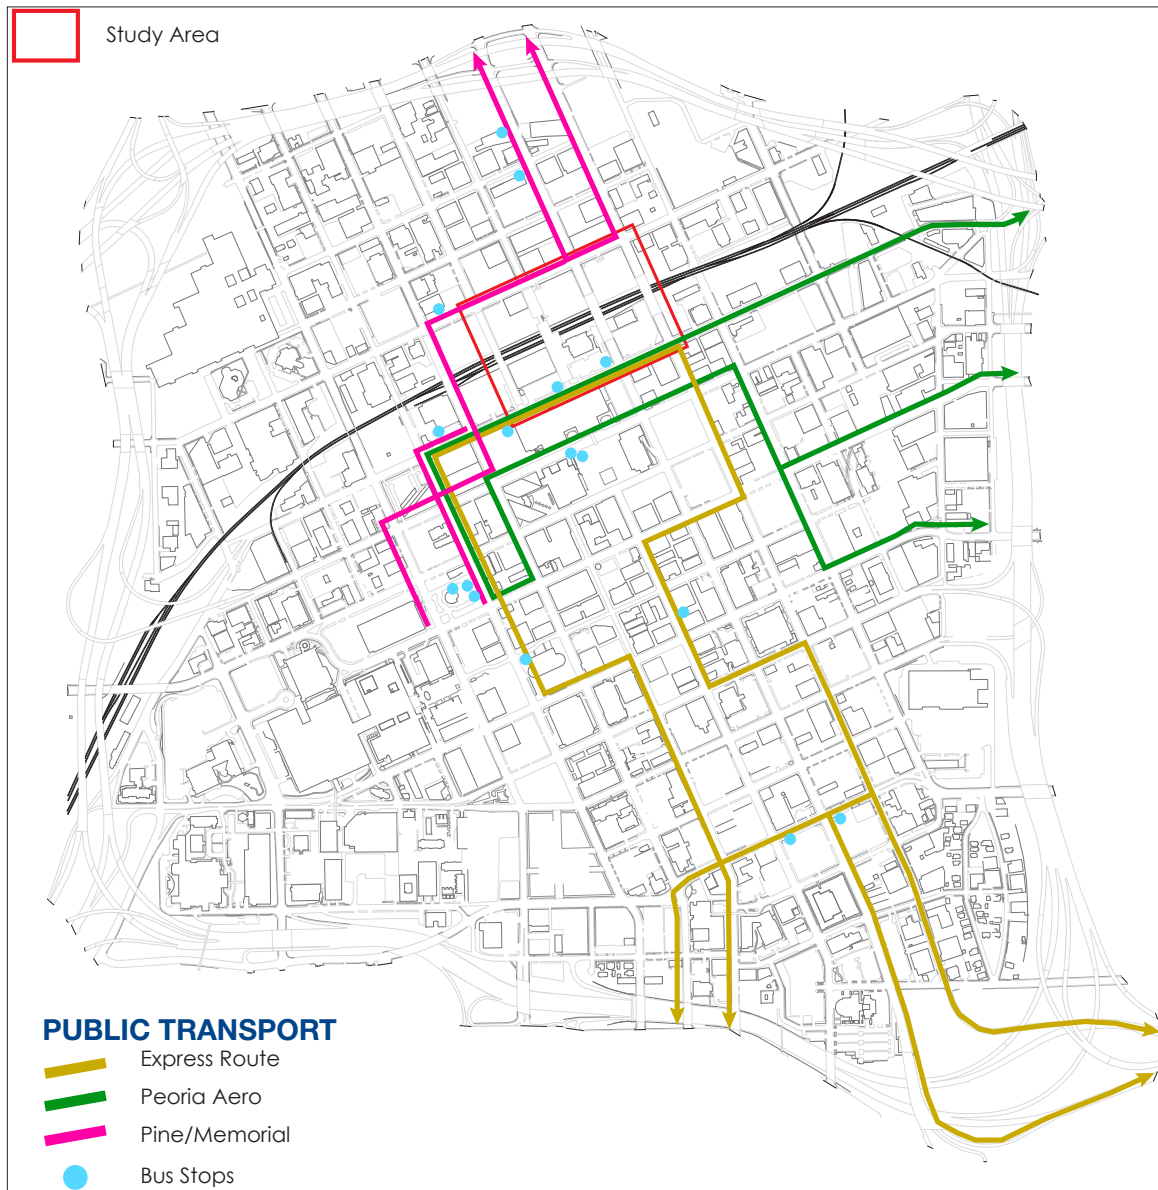 Study Area
PUBLIC TRANSPORT
Express Route
Peoria Aero
Pine/Memorial
Bus Stops